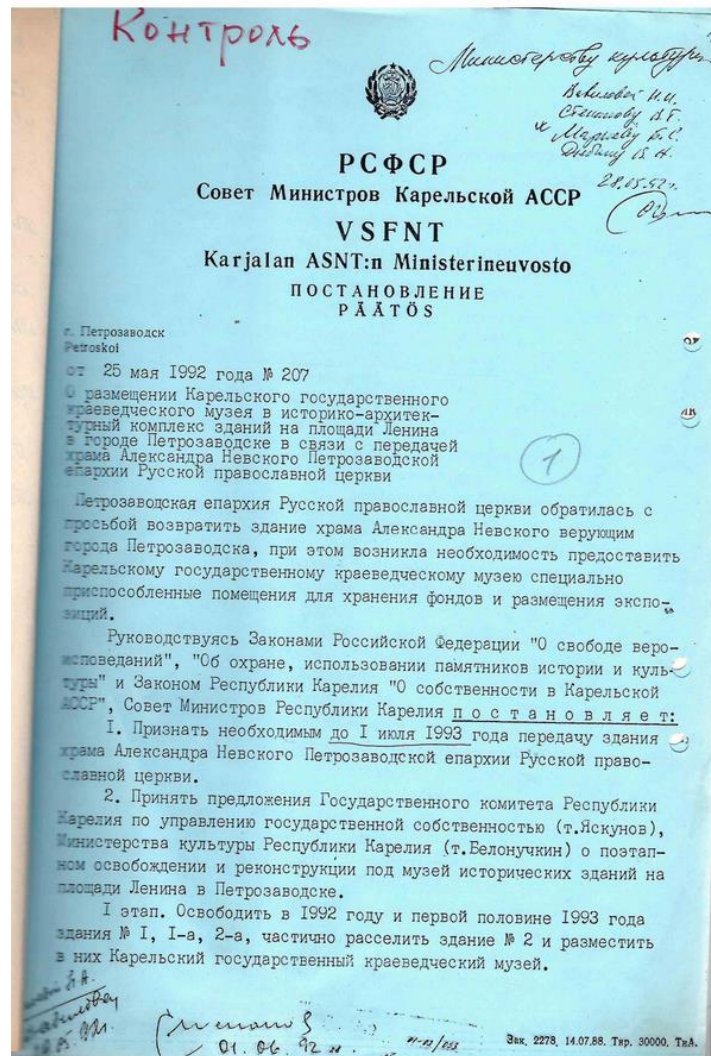 Контроль
Министерству культуры
28.05.92г.
РСФСР
Совет Министров Карельской АССР
VSFNT
Karjalan ASNT:n Ministerineuvosto
ПОСТАНОВЛЕНИЕ
PÄÄTÖS
г. Петрозаводск
Petroskoi
от 25 мая 1992 года № 207
О размещении Карельского государственного
краеведческого музея в историко-архитек-
турный комплекс зданий на площади Ленина
в городе Петрозаводске в связи с передачей
храма Александра Невского Петрозаводской
епархии Русской православной церкви
1
Петрозаводская епархия Русской православной церкви обратилась с
просьбой возвратить здание храма Александра Невского верующим
города Петрозаводска, при этом возникла необходимость предоставить
Карельскому государственному краеведческому музею специально
приспособленные помещения для хранения фондов и размещения экспо-
зиций.
Руководствуясь Законами Российской Федерации "О свободе веро-
исповеданий", "Об охране, использовании памятников истории и куль-
туры" и Законом Республики Карелия "О собственности в Карельской
АССР", Совет Министров Республики Карелия постановляет:
I. Признать необходимым до I июля 1993 года передачу здания
храма Александра Невского Петрозаводской епархии Русской право-
славной церкви.
2. Принять предложения Государственного комитета Республики
Карелия по управлению государственной собственностью (т.Яскунов),
Министерства культуры Республики Карелия (т.Белонучкин) о поэтап-
ном освобождении и реконструкции под музей исторических зданий на
площади Ленина в Петрозаводске.
I этап. Освободить в 1992 году и первой половине 1993 года
здания № I, I-а, 2-а, частично расселить здание № 2 и разместить
в них Карельский государственный краеведческий музей.
01.06.92
Зак. 2278, 14.07.88. Тир. 30000. ТиА.